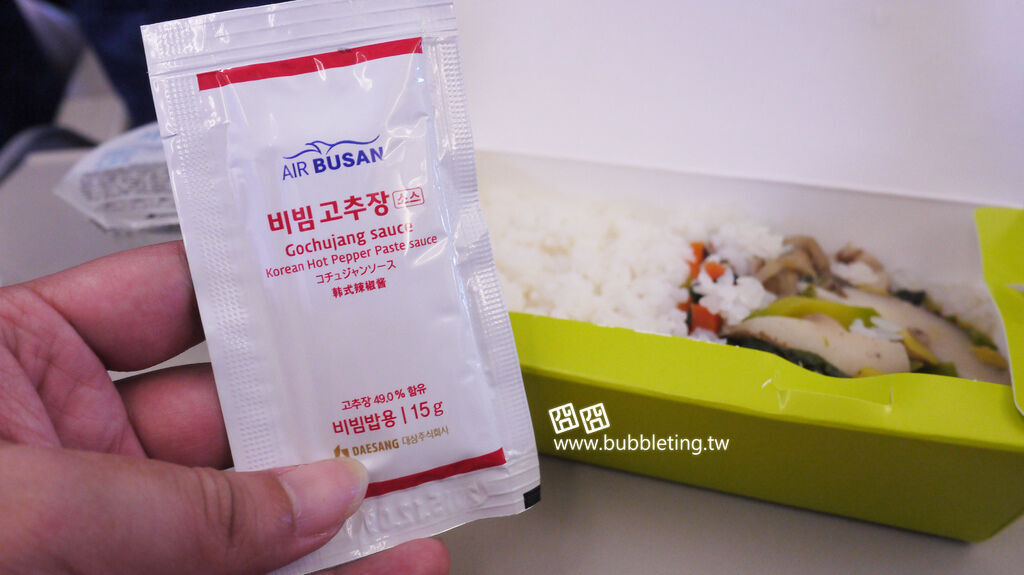 AIR BUSAN
비빔 고추장 소스
Gochujang sauce
Korean Hot Pepper Paste sauce
コチュジャンソース
韩式辣椒酱
고추장 49.0% 함유
비빔밥용 | 15g
DAESANG 대상주식회사
囧囧
www.bubbleting.tw